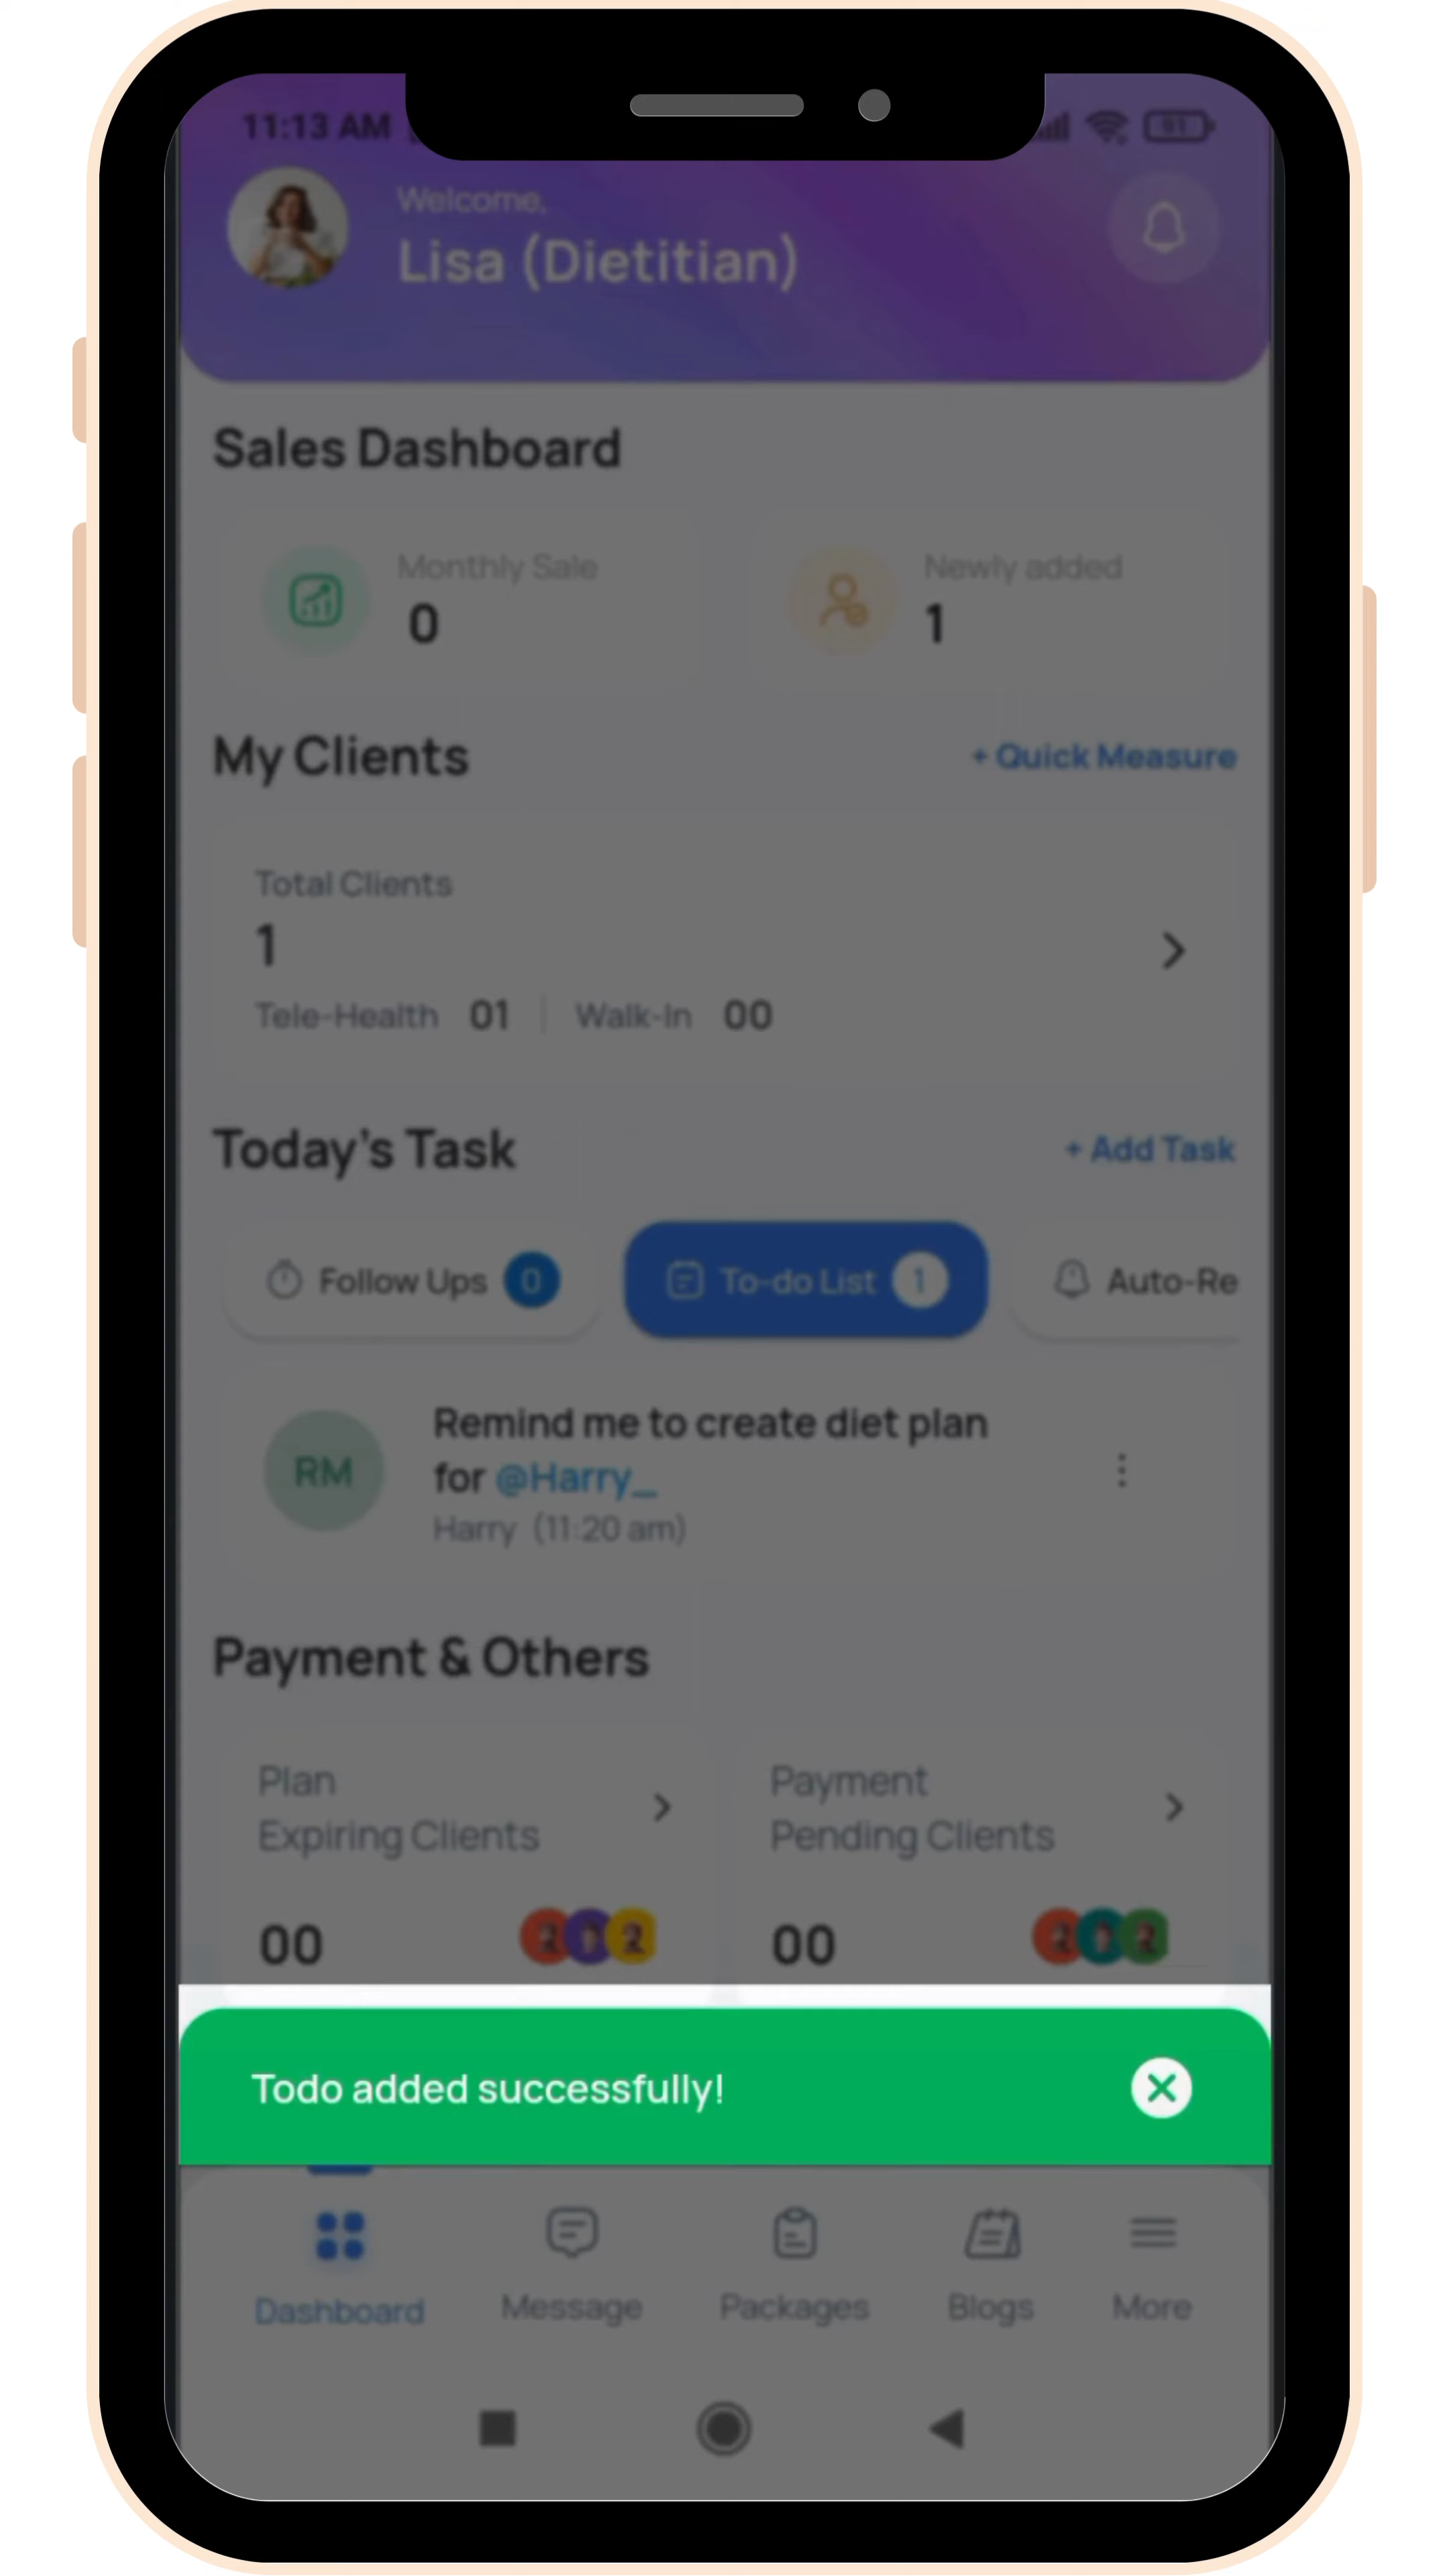 11:13 AM
Welcome,
Lisa (Dietitian)
Sales Dashboard
Monthly Sale
0
Newly added
1
My Clients
+ Quick Measure
Total Clients
1
Tele-Health 01 Walk-In 00
Today's Task
+ Add Task
Follow Ups 0
To-do List 1
Auto-Re
RM
Remind me to create diet plan
for @Harry_
Harry (11:20 am)
Payment & Others
Plan
Expiring Clients
00
Payment
Pending Clients
00
Todo added successfully!
Dashboard
Message
Packages
Blogs
More